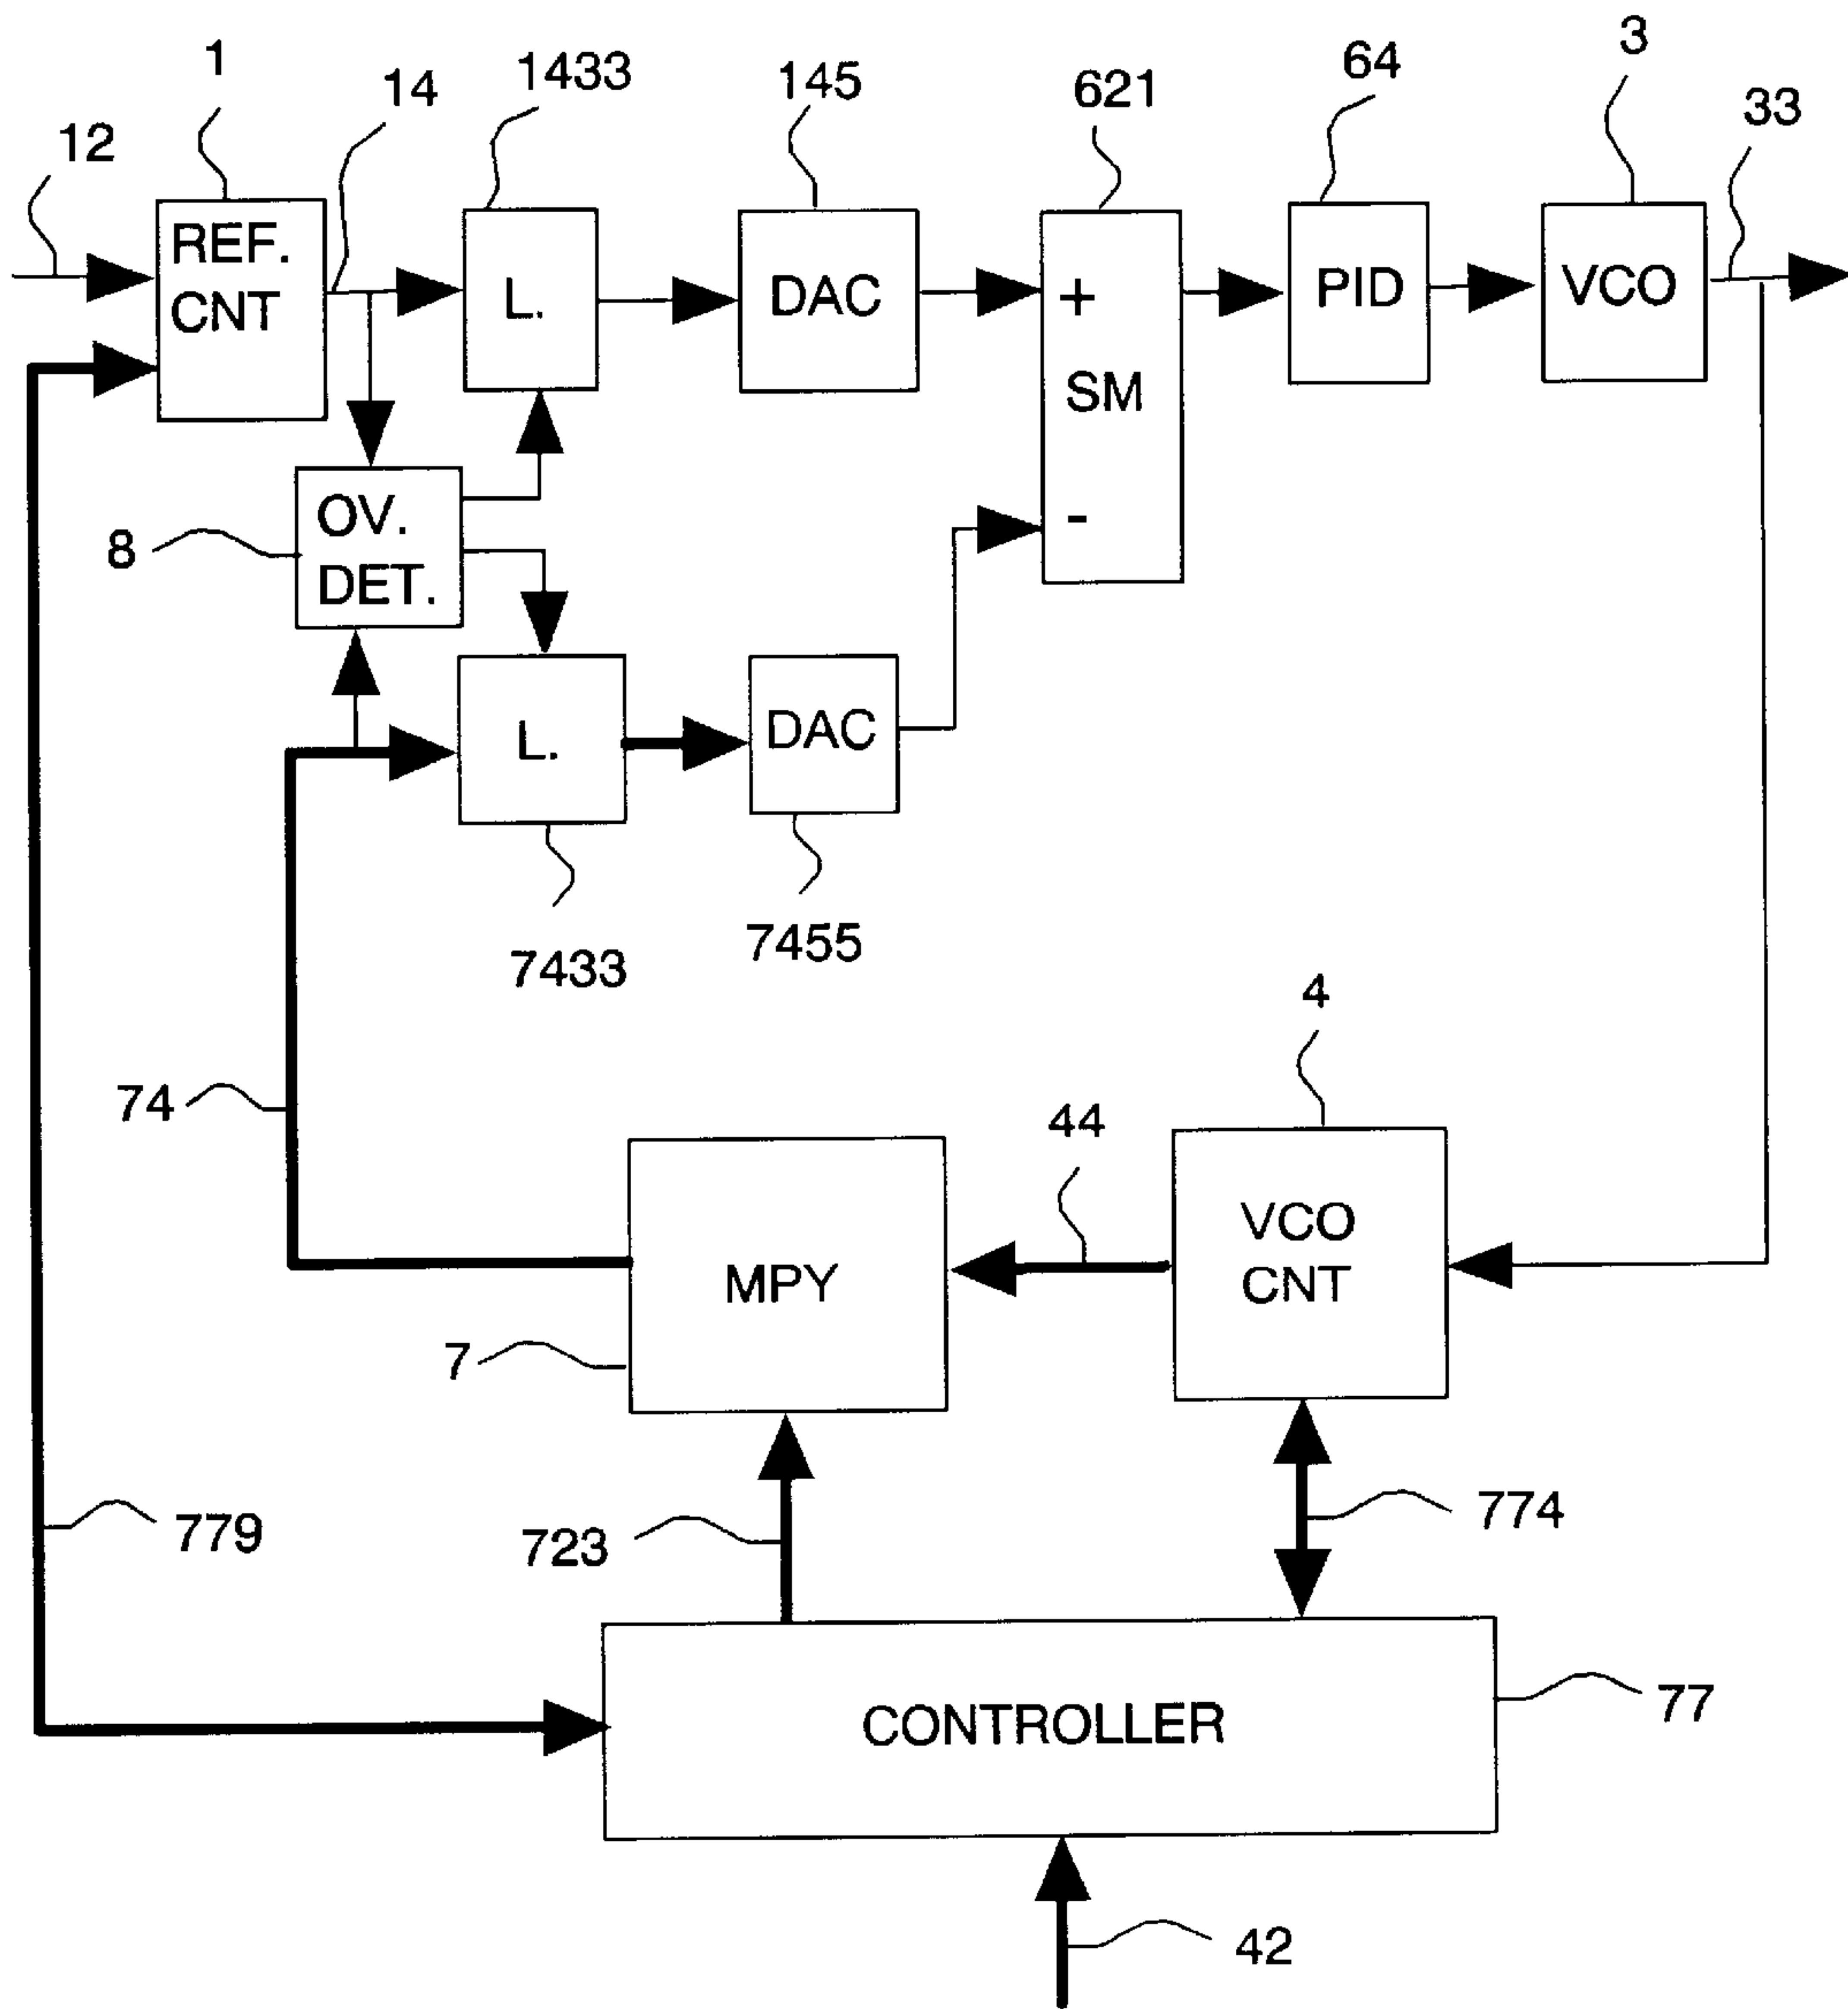 1
14
1433
145
621
64
3
33
12
REF.
CNT
L.
DAC
+
SM
-
PID
VCO
OV.
DET.
8
L.
DAC
7433
7455
4
74
44
VCO
CNT
MPY
7
779
723
774
CONTROLLER
77
42